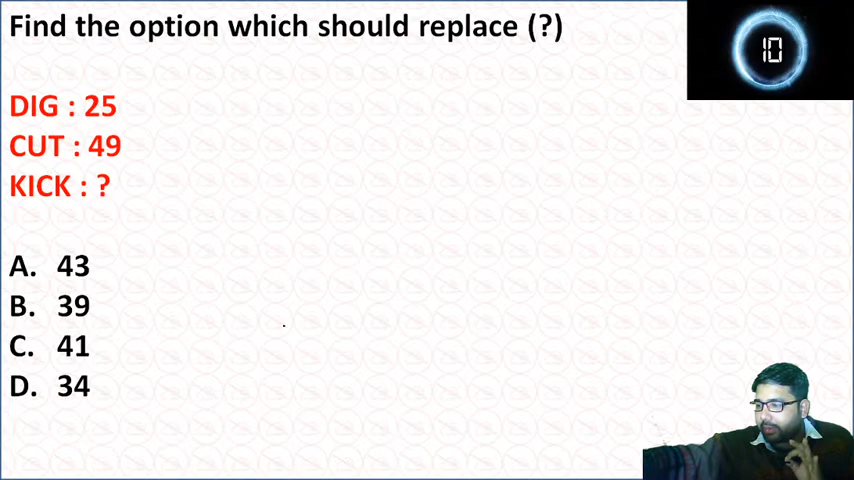 Find the option which should replace (?)
10
DIG : 25
CUT : 49
KICK : ?
A. 43
B. 39
C. 41
D. 34